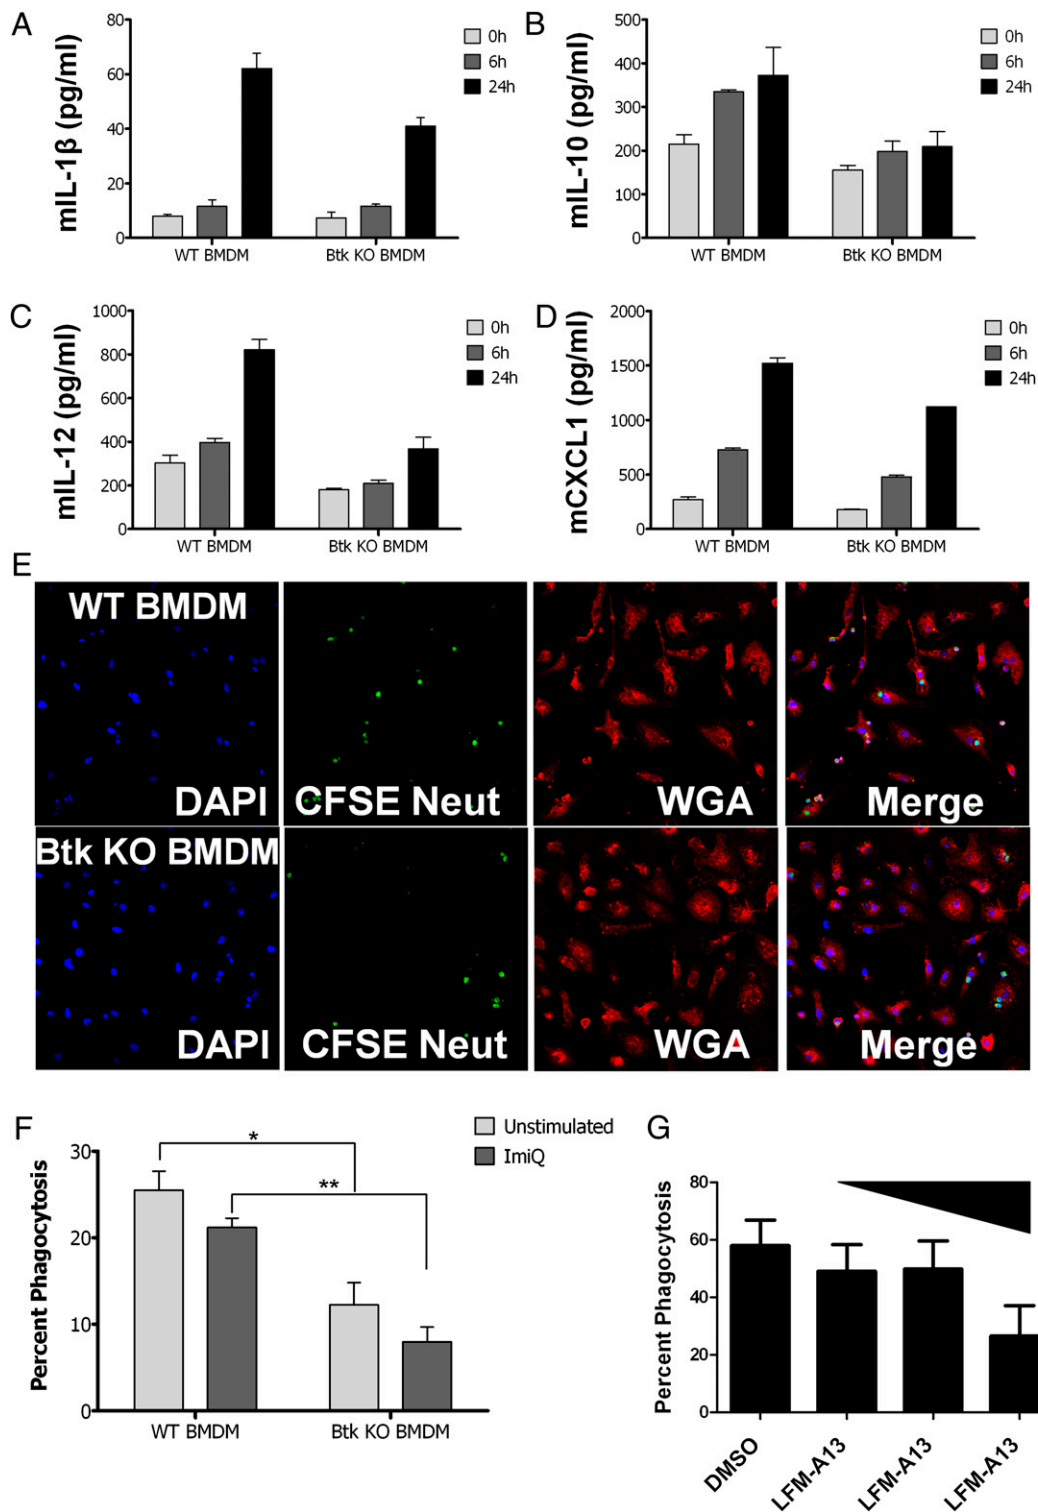 A
mIL-1β (pg/ml)
80
60
40
20
0
WT BMDM
Btk KO BMDM
0h
6h
24h
B
mIL-10 (pg/ml)
500
400
300
200
100
0
WT BMDM
Btk KO BMDM
0h
6h
24h
C
mIL-12 (pg/ml)
1000
800
600
400
200
0
WT BMDM
Btk KO BMDM
0h
6h
24h
D
mCXCL1 (pg/ml)
2000
1500
1000
500
0
WT BMDM
Btk KO BMDM
0h
6h
24h
E
WT BMDM
DAPI
CFSE Neut
WGA
Merge
Btk KO BMDM
DAPI
CFSE Neut
WGA
Merge
F
Percent Phagocytosis
30
20
10
0
*
**
WT BMDM
Btk KO BMDM
Unstimulated
ImiQ
G
Percent Phagocytosis
80
60
40
20
0
DMSO
LFM-A13
LFM-A13
LFM-A13